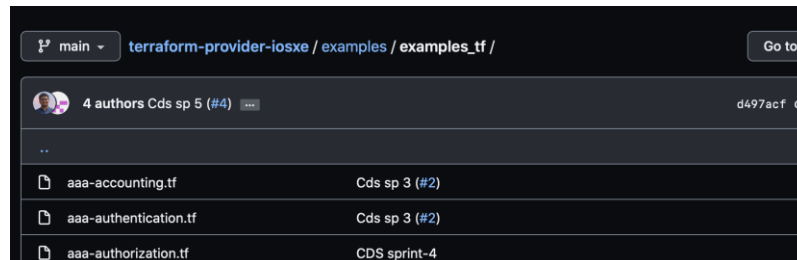 main terraform-provider-iosxe / examples / examples_tf / Go to
4 authors Cds sp 5 (#4) ... d497acf
..
aaa-accounting.tf Cds sp 3 (#2)
aaa-authentication.tf Cds sp 3 (#2)
aaa-authorization.tf CDS sprint-4